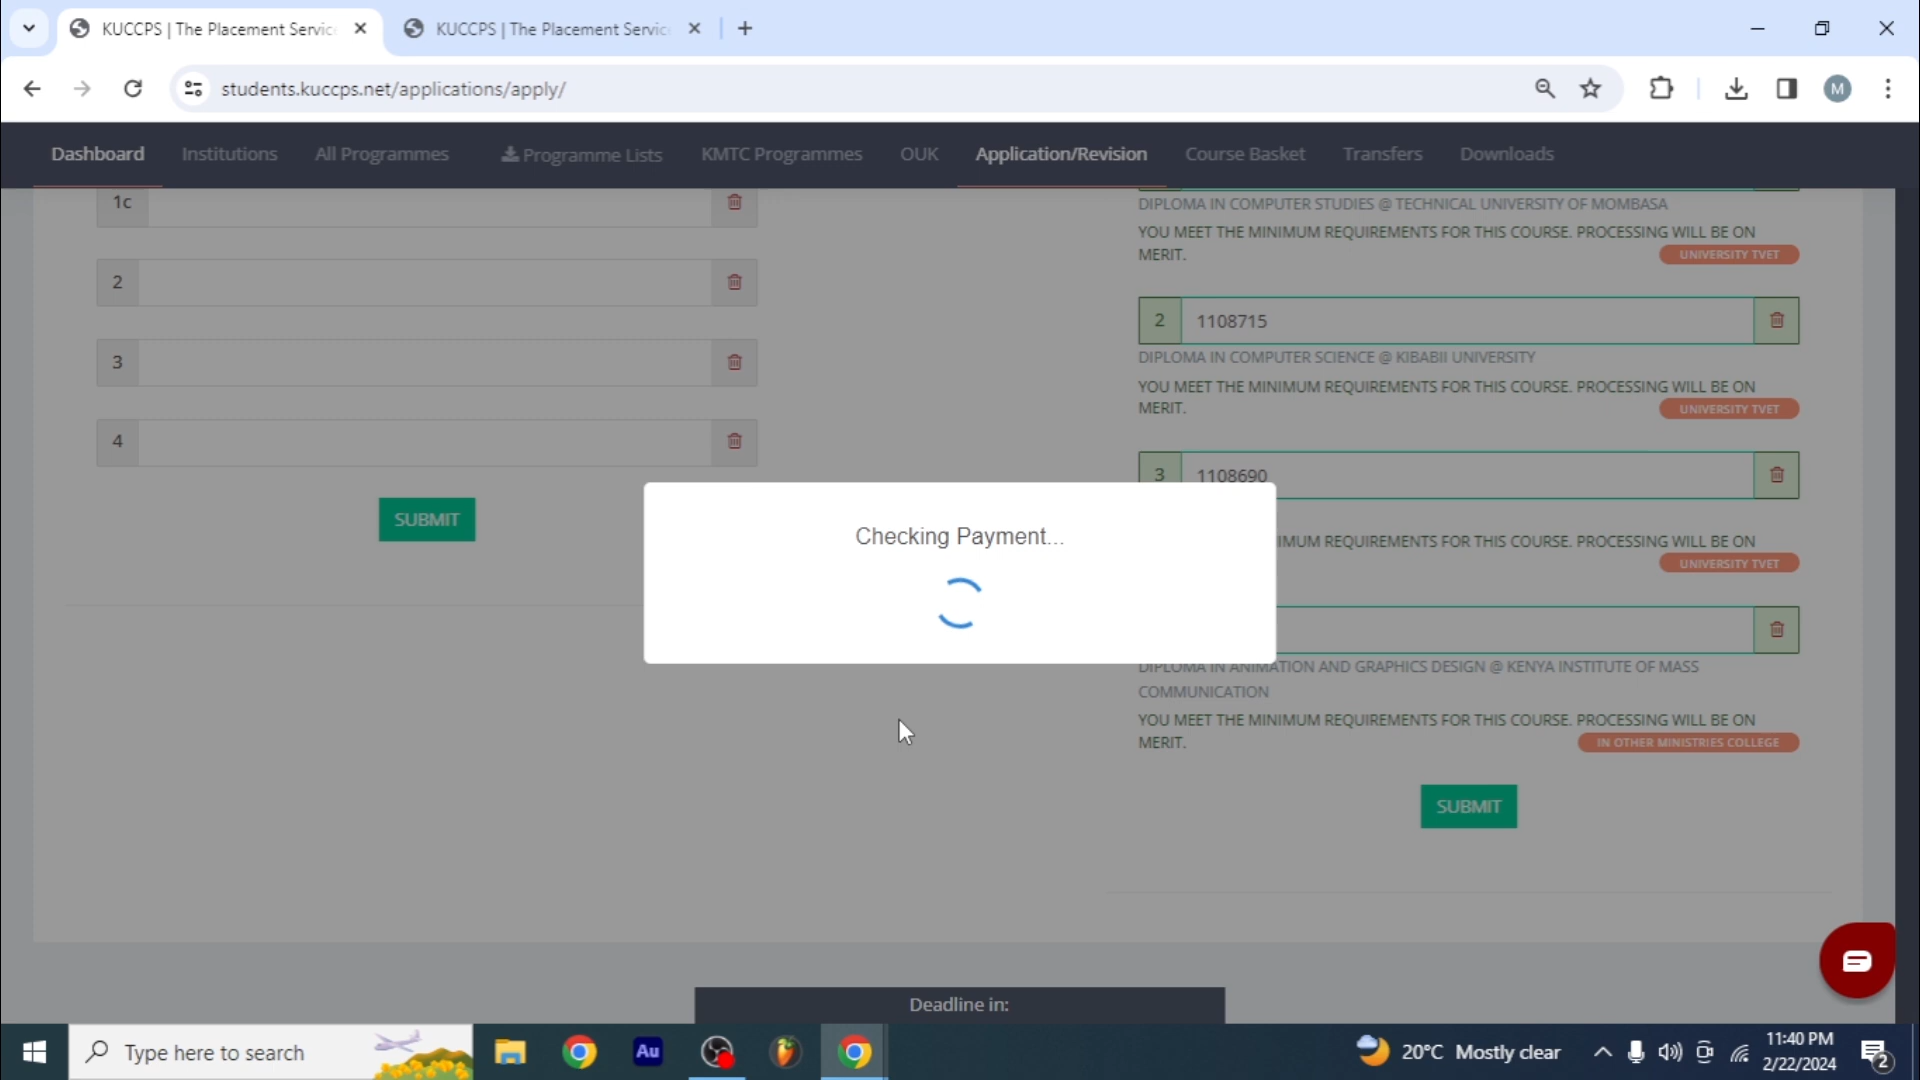 KUCCPS | The Placement Servic
KUCCPS | The Placement Servic
students.kuccps.net/applications/apply/
M
Dashboard
Institutions
All Programmes
Programme Lists
KMTC Programmes
OUK
Application/Revision
Course Basket
Transfers
Downloads
1c
2
3
4
SUBMIT
DIPLOMA IN COMPUTER STUDIES @ TECHNICAL UNIVERSITY OF MOMBASA
YOU MEET THE MINIMUM REQUIREMENTS FOR THIS COURSE. PROCESSING WILL BE ON
MERIT.
UNIVERSITY TVET
2 1108715
DIPLOMA IN COMPUTER SCIENCE @ KIBABII UNIVERSITY
YOU MEET THE MINIMUM REQUIREMENTS FOR THIS COURSE. PROCESSING WILL BE ON
MERIT.
UNIVERSITY TVET
3 1108690
REQUIREMENTS FOR THIS COURSE. PROCESSING WILL BE ON
UNIVERSITY TVET
Checking Payment...
DIPLOMA IN ANIMATION AND GRAPHICS DESIGN @ KENYA INSTITUTE OF MASS
COMMUNICATION
YOU MEET THE MINIMUM REQUIREMENTS FOR THIS COURSE. PROCESSING WILL BE ON
MERIT.
IN OTHER MINISTRIES COLLEGE
SUBMIT
Deadline in:
Type here to search
Au
20°C Mostly clear
11:40 PM
2/22/2024
2